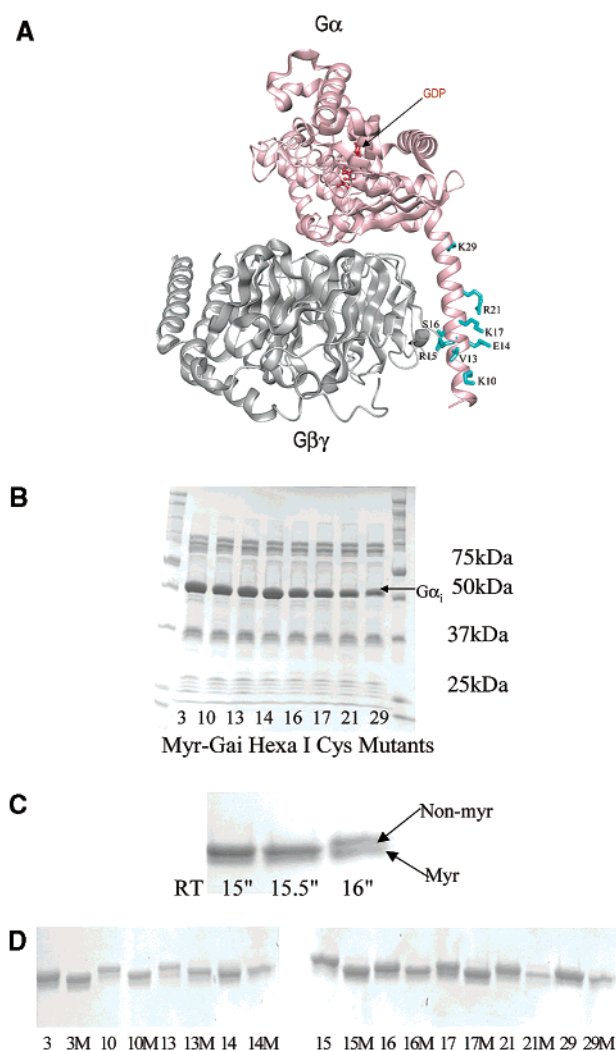 A
Gα
GDP
K29
R21
S16
K17
R15
E14
V13
K10
Gβγ
B
75kDa
Gαi
50kDa
37kDa
25kDa
3 10 13 14 16 17 21 29
Myr-Gai Hexa I Cys Mutants
C
Non-myr
RT 15" 15.5" 16"
Myr
D
3 3M 10 10M 13 13M 14 14M 15 15M 16 16M 17 17M 21 21M 29 29M